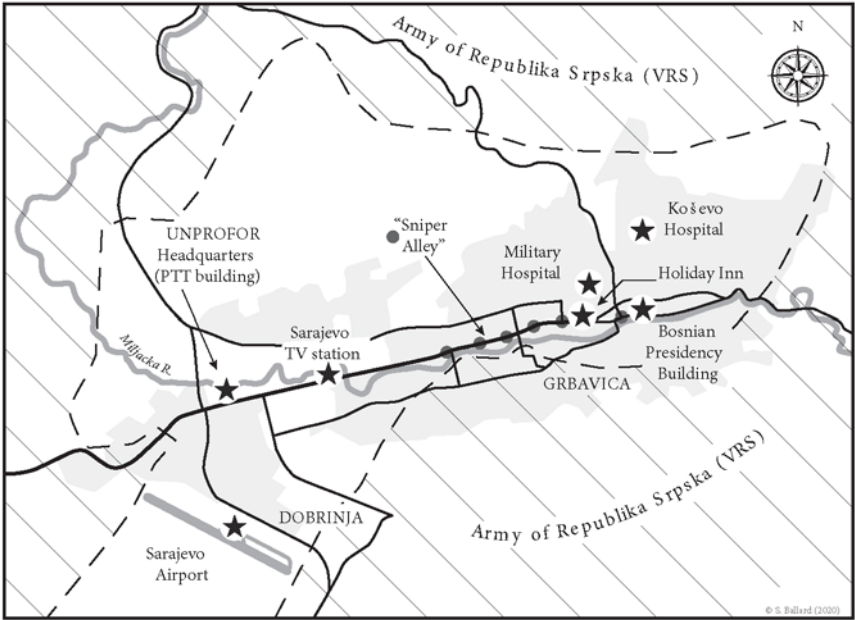 Army of Republika Srpska (VRS)
N
UNPROFOR
Headquarters
(PTT building)
"Sniper
Alley"
Military
Hospital
Koševo
Hospital
Holiday Inn
Miljacka R.
Sarajevo
TV station
Bosnian
Presidency
Building
GRBAVICA
DOBRINJA
Army of Republika Srpska (VRS)
Sarajevo
Airport
© S. Ballard (2020)